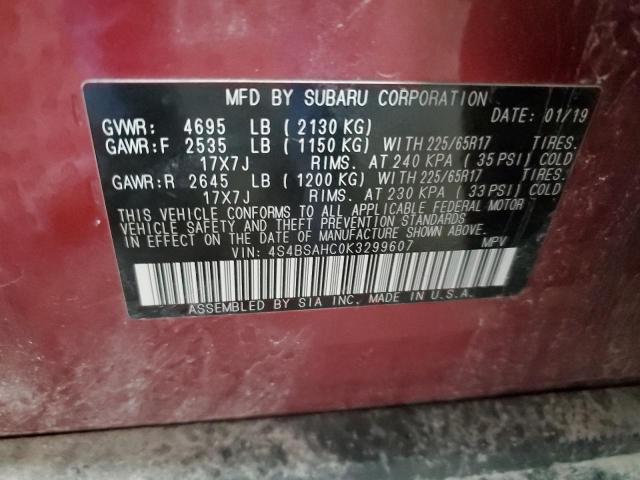 MFD BY SUBARU CORPORATION
DATE: 01/19
GVWR: 4695 LB ( 2130 KG)
GAWR:F 2535 LB ( 1150 KG) WITH 225/65R17 TIRES.
17X7J RIMS. AT 240 KPA ( 35 PSI) COLD
GAWR:R 2645 LB ( 1200 KG) WITH 225/65R17 TIRES.
17X7J RIMS. AT 230 KPA ( 33 PSI) COLD
THIS VEHICLE CONFORMS TO ALL APPLICABLE FEDERAL MOTOR
VEHICLE SAFETY AND THEFT PREVENTION STANDARDS
IN EFFECT ON THE DATE OF MANUFACTURE SHOWN ABOVE.
VIN: 4S4BSAHC0K3299607 MPV
ASSEMBLED BY SIA INC. MADE IN U.S.A.